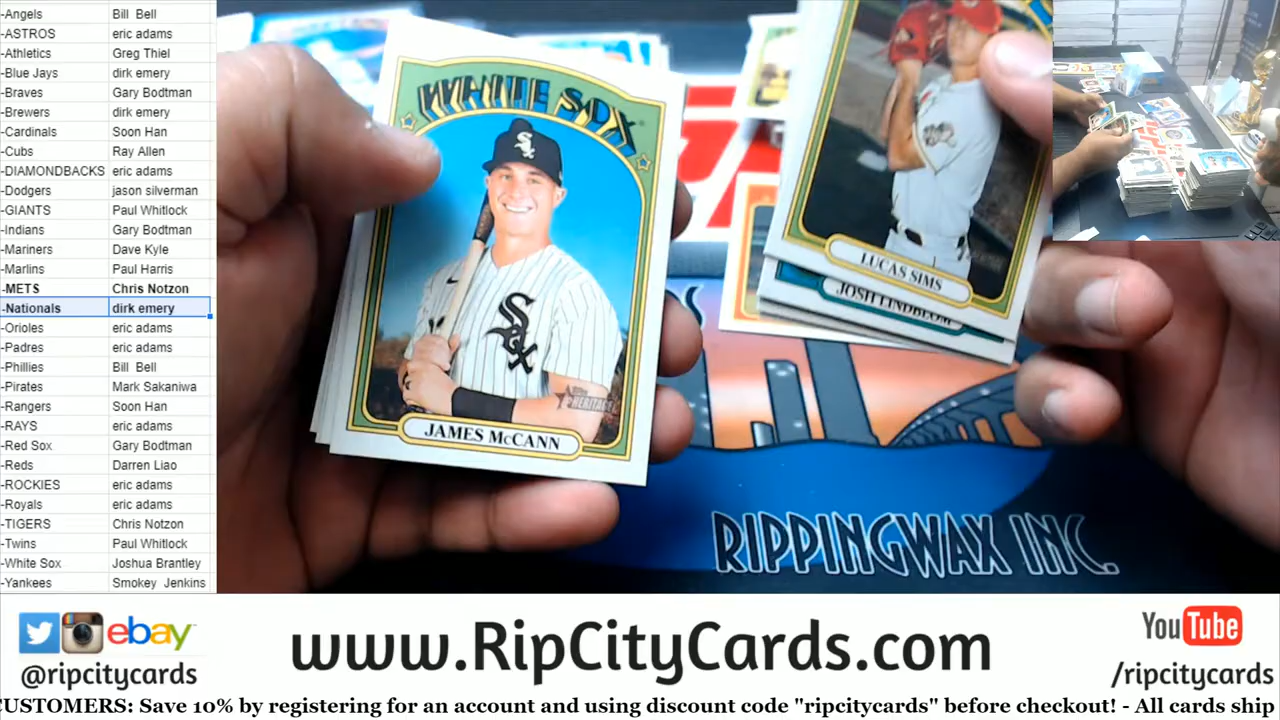 -Angels Bill Bell
-ASTROS eric adams
-Athletics Greg Thiel
-Blue Jays dirk emery
-Braves Gary Bodtman
-Brewers dirk emery
-Cardinals Soon Han
-Cubs Ray Allen
-DIAMONDBACKS eric adams
-Dodgers jason silverman
-GIANTS Paul Whitlock
-Indians Gary Bodtman
-Mariners Dave Kyle
-Marlins Paul Harris
-METS Chris Notzon
-Nationals dirk emery
-Orioles eric adams
-Padres eric adams
-Phillies Bill Bell
-Pirates Mark Sakaniwa
-Rangers Soon Han
-RAYS eric adams
-Red Sox Gary Bodtman
-Reds Darren Liao
-ROCKIES eric adams
-Royals eric adams
-TIGERS Chris Notzon
-Twins Paul Whitlock
-White Sox Joshua Brantley
-Yankees Smokey Jenkins
WHITE SOX
Sox
HERITAGE
JAMES McCANN
LUCAS SIMS
JOSH LINDBLOM
RIPPINGWAX INC.
ebay
@ripcitycards
www.RipCityCards.com
YouTube
/ripcitycards
CUSTOMERS: Save 10% by registering for an account and using discount code "ripcitycards" before checkout! - All cards ship